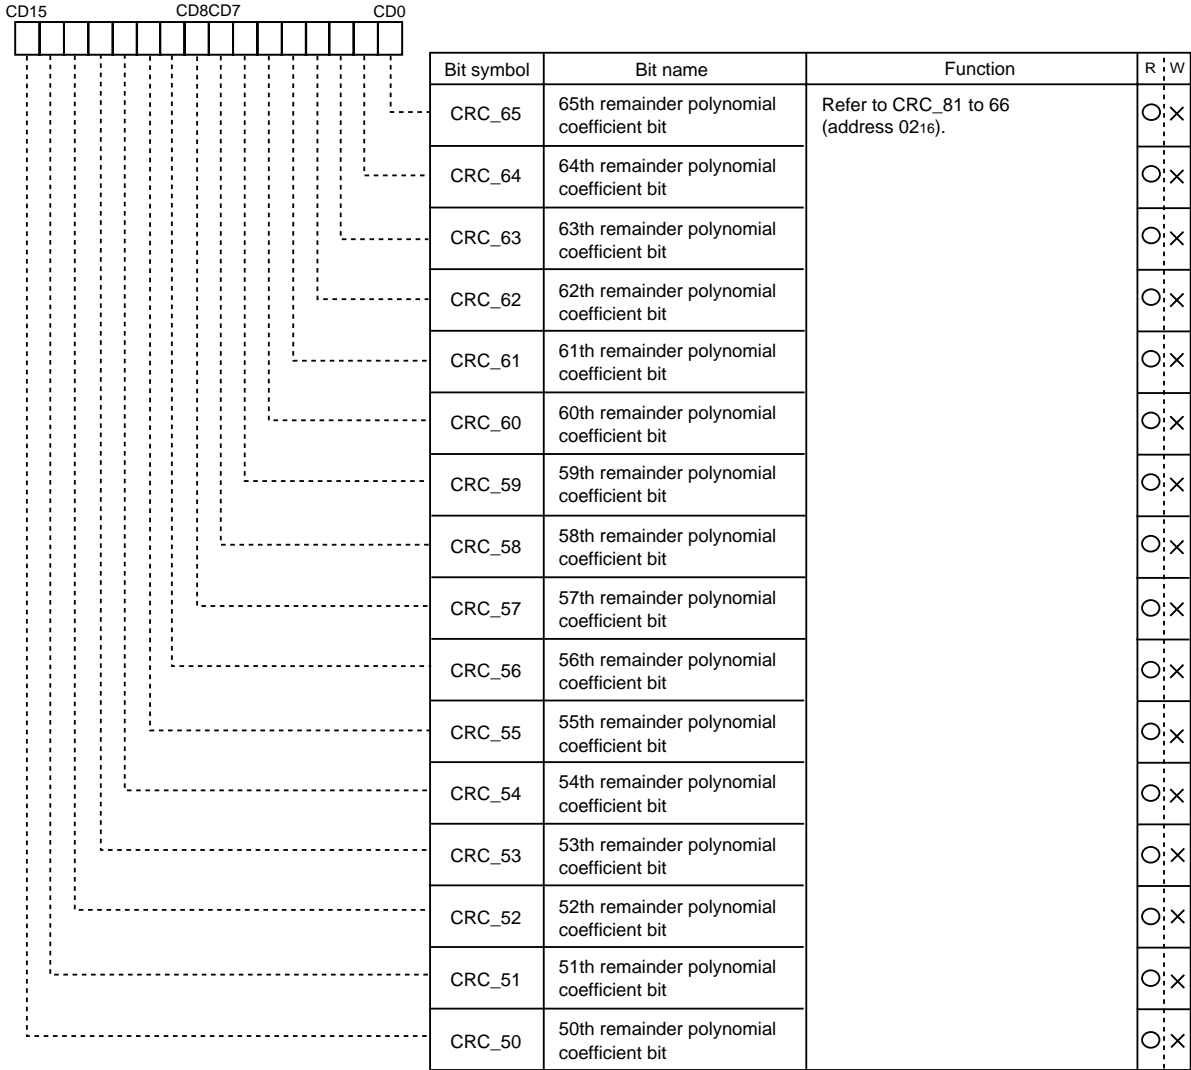 CD15 CD8CD7 CD0
Bit symbol Bit name Function R W
CRC_65 65th remainder polynomial Refer to CRC_81 to 66
coefficient bit (address 0216).
○ ×
CRC_64 64th remainder polynomial
coefficient bit
○ ×
CRC_63 63th remainder polynomial
coefficient bit
○ ×
CRC_62 62th remainder polynomial
coefficient bit
○ ×
CRC_61 61th remainder polynomial
coefficient bit
○ ×
CRC_60 60th remainder polynomial
coefficient bit
○ ×
CRC_59 59th remainder polynomial
coefficient bit
○ ×
CRC_58 58th remainder polynomial
coefficient bit
○ ×
CRC_57 57th remainder polynomial
coefficient bit
○ ×
CRC_56 56th remainder polynomial
coefficient bit
○ ×
CRC_55 55th remainder polynomial
coefficient bit
○ ×
CRC_54 54th remainder polynomial
coefficient bit
○ ×
CRC_53 53th remainder polynomial
coefficient bit
○ ×
CRC_52 52th remainder polynomial
coefficient bit
○ ×
CRC_51 51th remainder polynomial
coefficient bit
○ ×
CRC_50 50th remainder polynomial
coefficient bit
○ ×